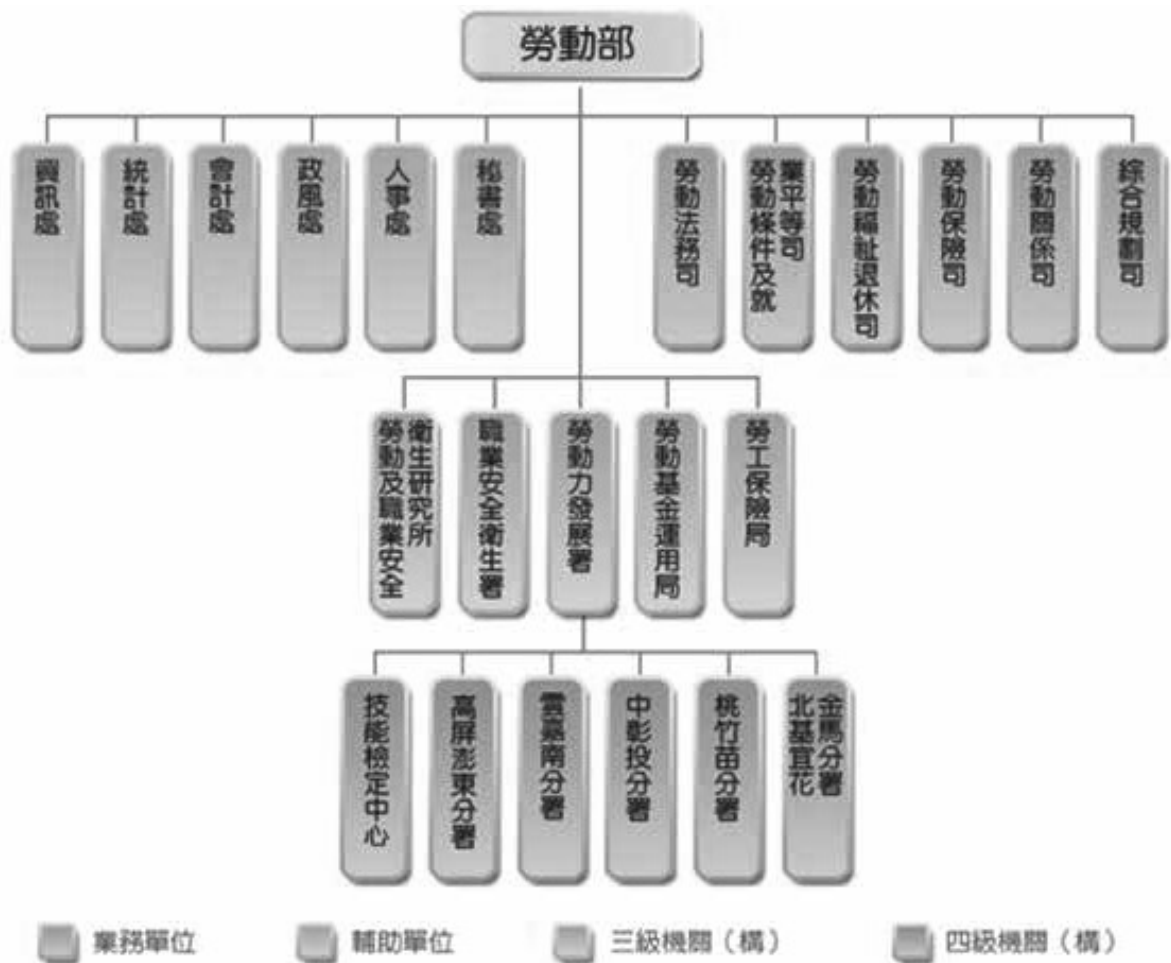 勞動部
資訊處
統計處
會計處
政風處
人事處
秘書處
勞動法務司
勞動條件及就
業平等司
勞動福祉退休司
勞動保險司
勞動關係司
綜合規劃司
勞動及職業安全
衛生研究所
職業安全衛生署
勞動力發展署
勞動基金運用局
勞工保險局
技能檢定中心
高屏澎東分署
雲嘉南分署
中彰投分署
桃竹苗分署
北基宜花
金馬分署
業務單位
輔助單位
三級機關（構）
四級機關（構）